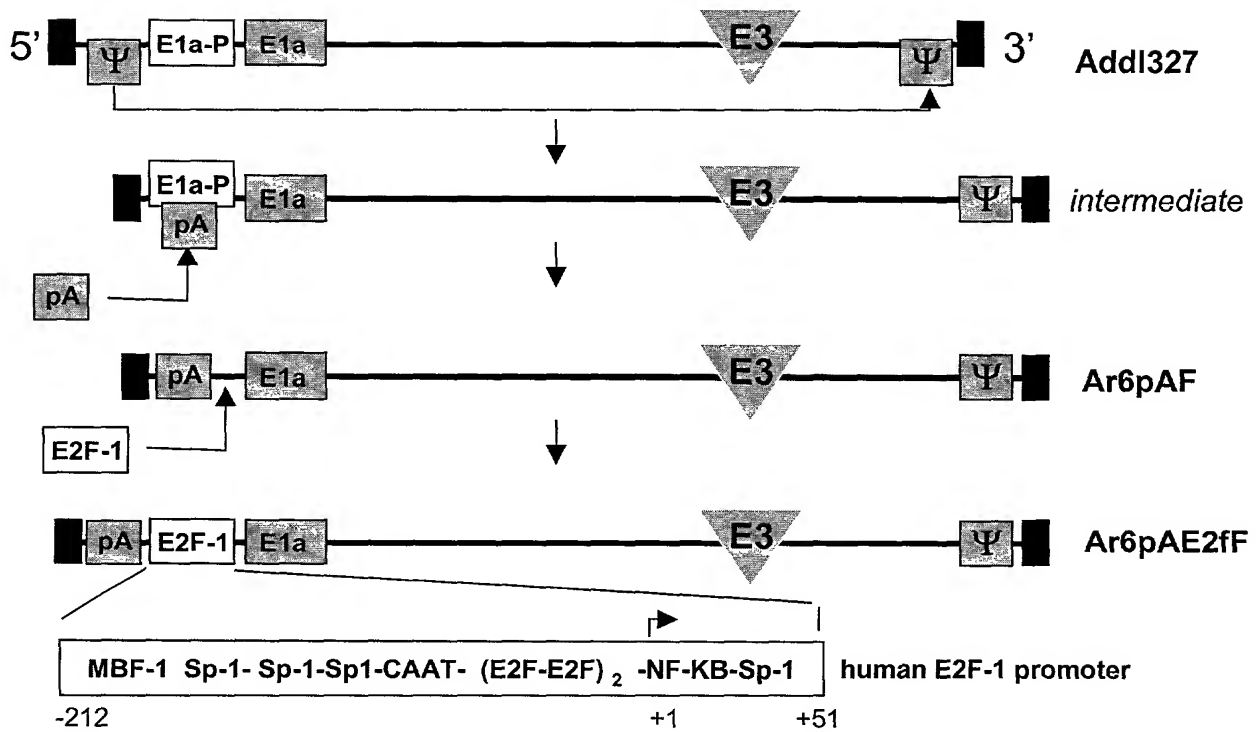 5' Ψ E1a-P E1a E3 Ψ 3' Addl327
E1a-P E1a E3 Ψ intermediate
pA
pA
pA E1a E3 Ψ Ar6pAF
E2F-1
pA E2F-1 E1a E3 Ψ Ar6pAE2fF
MBF-1 Sp-1- Sp-1-Sp1-CAAT- (E2F-E2F) 2 -NF-KB-Sp-1 human E2F-1 promoter
-212 +1 +51